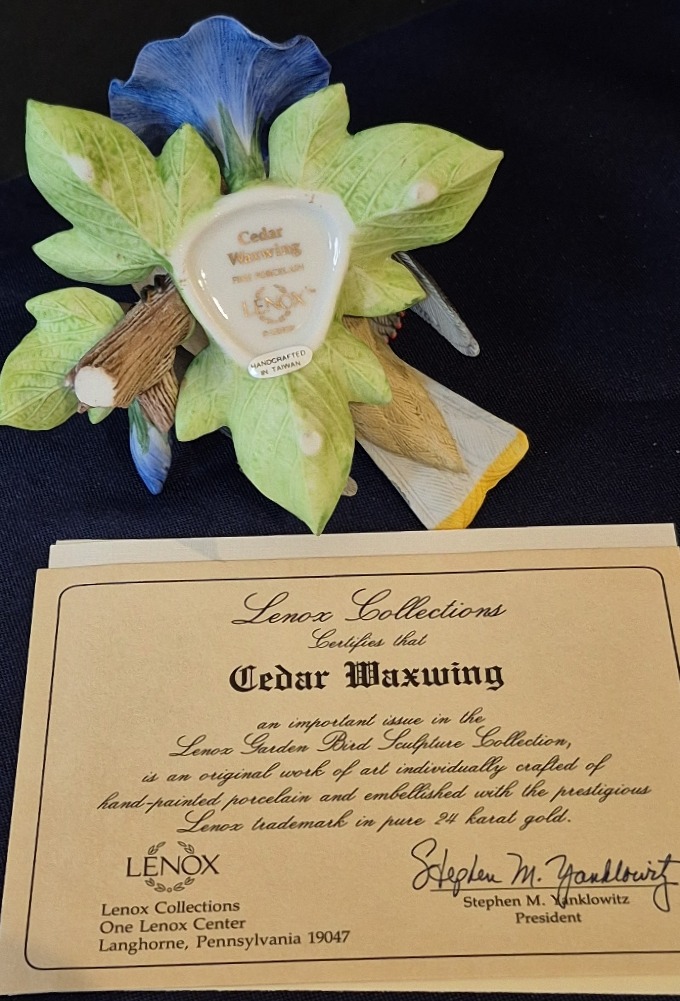 Cedar
Waxwing
FINE PORCELAIN
LENOX™
HANDCRAFTED
IN TAIWAN
Lenox Collections
Certifies that
Cedar Waxwing
an important issue in the
Lenox Garden Bird Sculpture Collection,
is an original work of art individually crafted of
hand-painted porcelain and embellished with the prestigious
Lenox trademark in pure 24 karat gold.
LENOX
Lenox Collections
One Lenox Center
Langhorne, Pennsylvania 19047
Stephen M. Yanklowitz
Stephen M. Yanklowitz
President